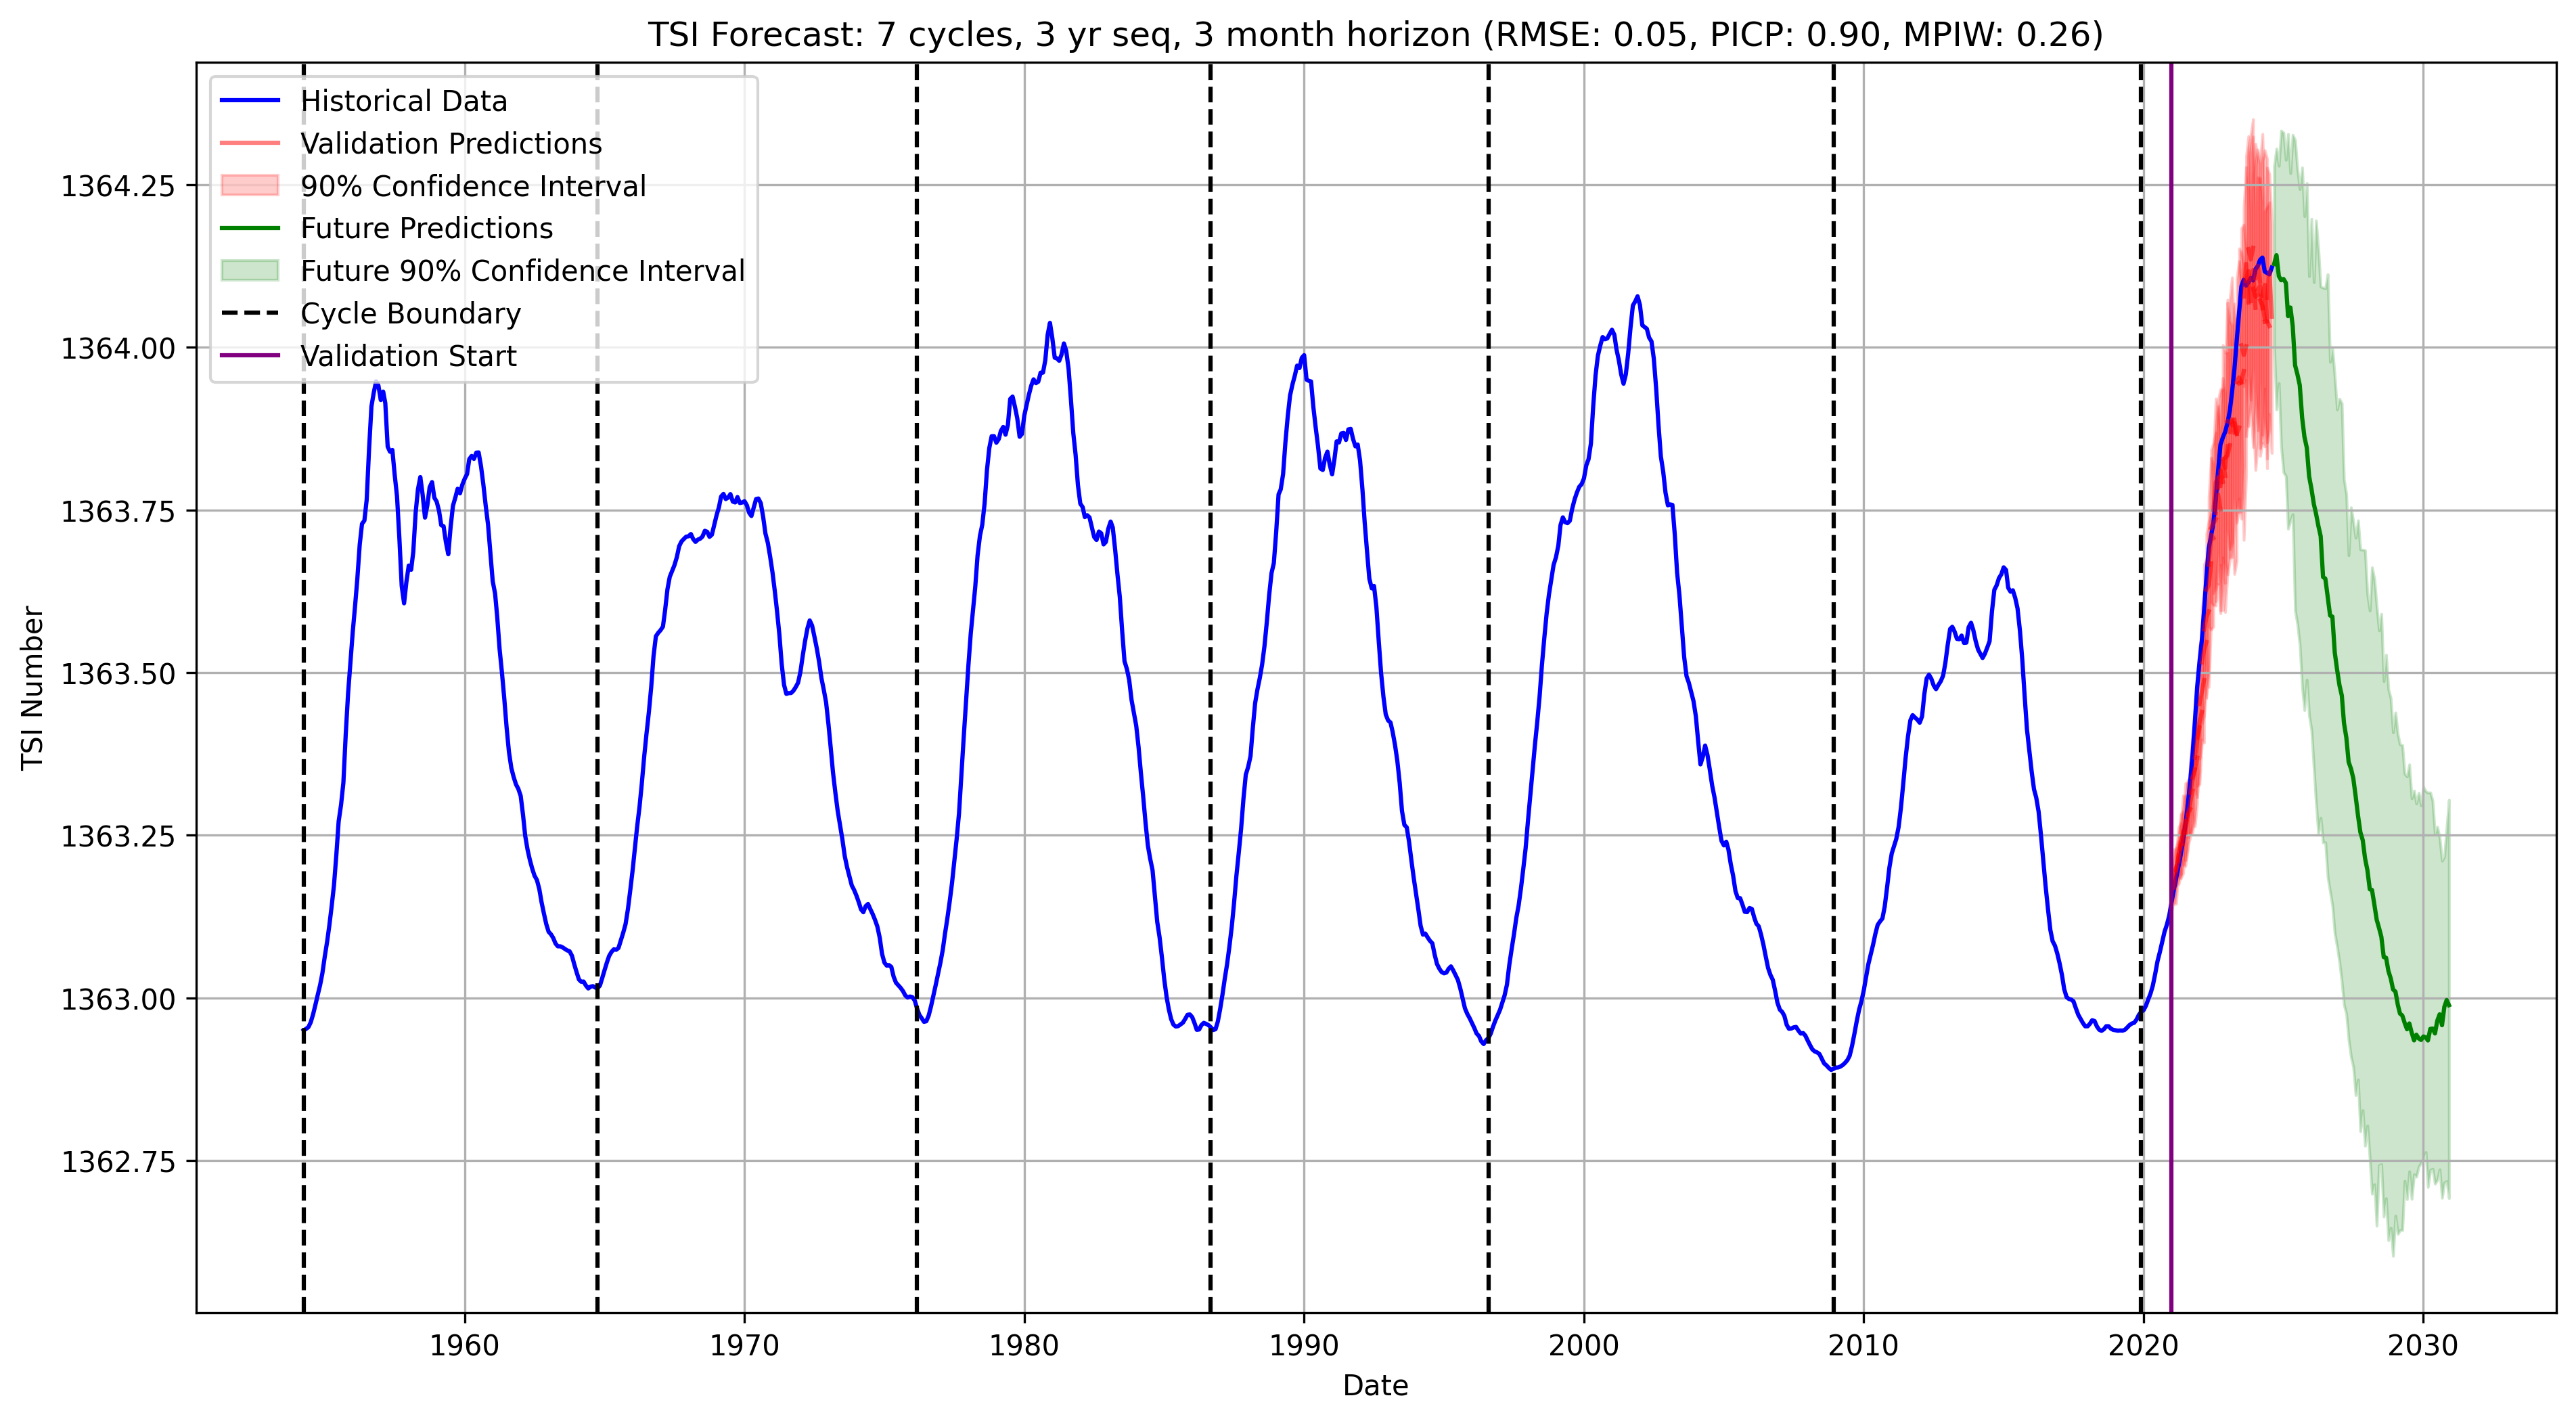 TSI Forecast: 7 cycles, 3 yr seq, 3 month horizon (RMSE: 0.05, PICP: 0.90, MPIW: 0.26)
Historical Data
Validation Predictions
90% Confidence Interval
Future Predictions
Future 90% Confidence Interval
Cycle Boundary
Validation Start
TSI Number
1364.25
1364.00
1363.75
1363.50
1363.25
1363.00
1362.75
1960 1970 1980 1990 2000 2010 2020 2030
Date